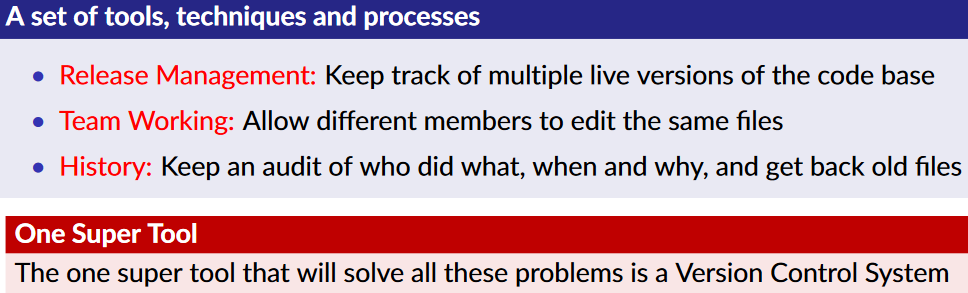 A set of tools, techniques and processes
• Release Management: Keep track of multiple live versions of the code base
• Team Working: Allow different members to edit the same files
• History: Keep an audit of who did what, when and why, and get back old files
One Super Tool
The one super tool that will solve all these problems is a Version Control System